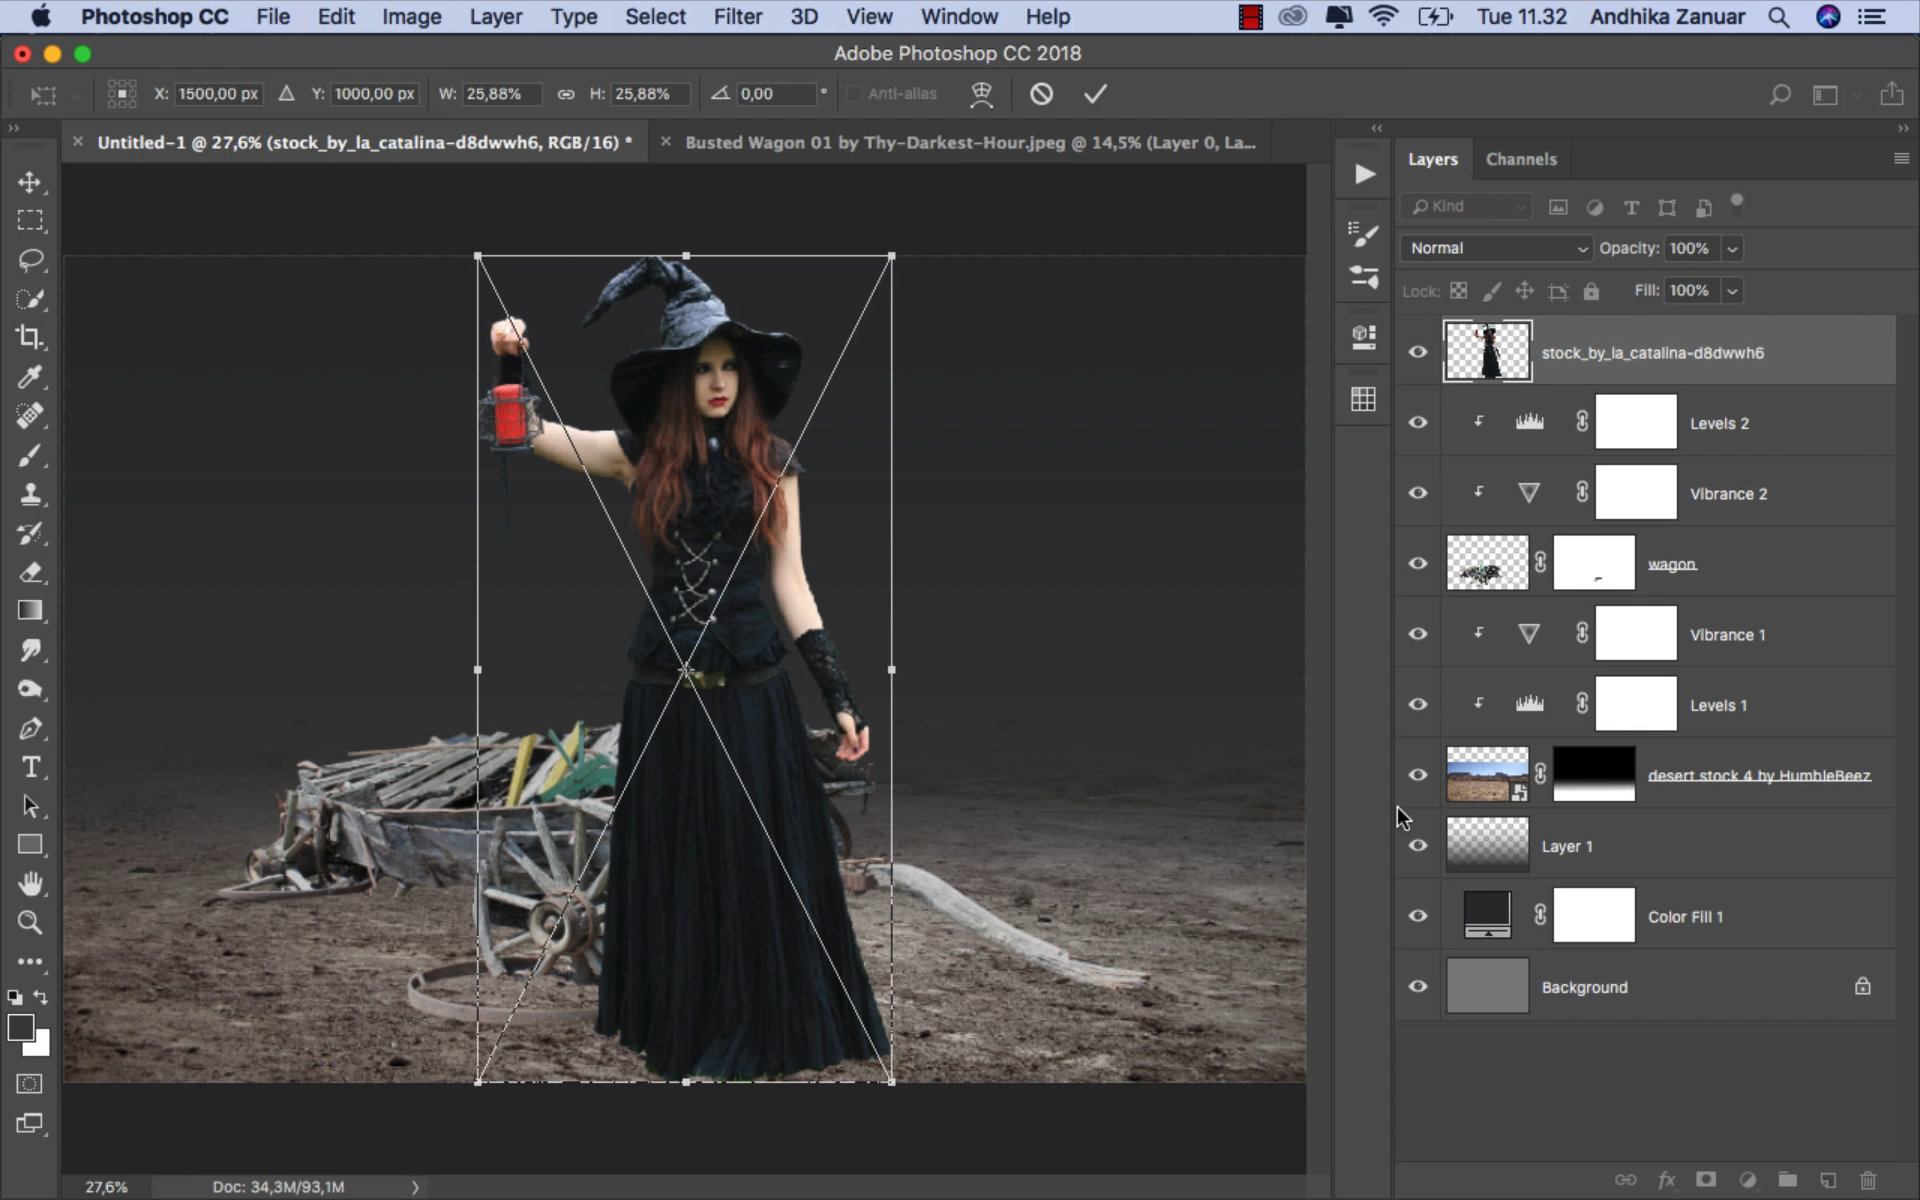 Photoshop CC File Edit Image Layer Type Select Filter 3D View Window Help Tue 11.32 Andhika Zanuar
Adobe Photoshop CC 2018
X: 1500,00 px Y: 1000,00 px W: 25,88% H: 25,88% 0,00 ° Anti-alias
Untitled-1 @ 27,6% (stock_by_la_catalina-d8dwwh6, RGB/16) * Busted Wagon 01 by Thy-Darkest-Hour.jpeg @ 14,5% (Layer 0, La...
Layers Channels
Kind
Normal Opacity: 100%
Lock: Fill: 100%
stock_by_la_catalina-d8dwwh6
Levels 2
Vibrance 2
wagon
Vibrance 1
Levels 1
desert stock 4 by HumbleBeez
Layer 1
Color Fill 1
Background
27,6% Doc: 34,3M/93,1M